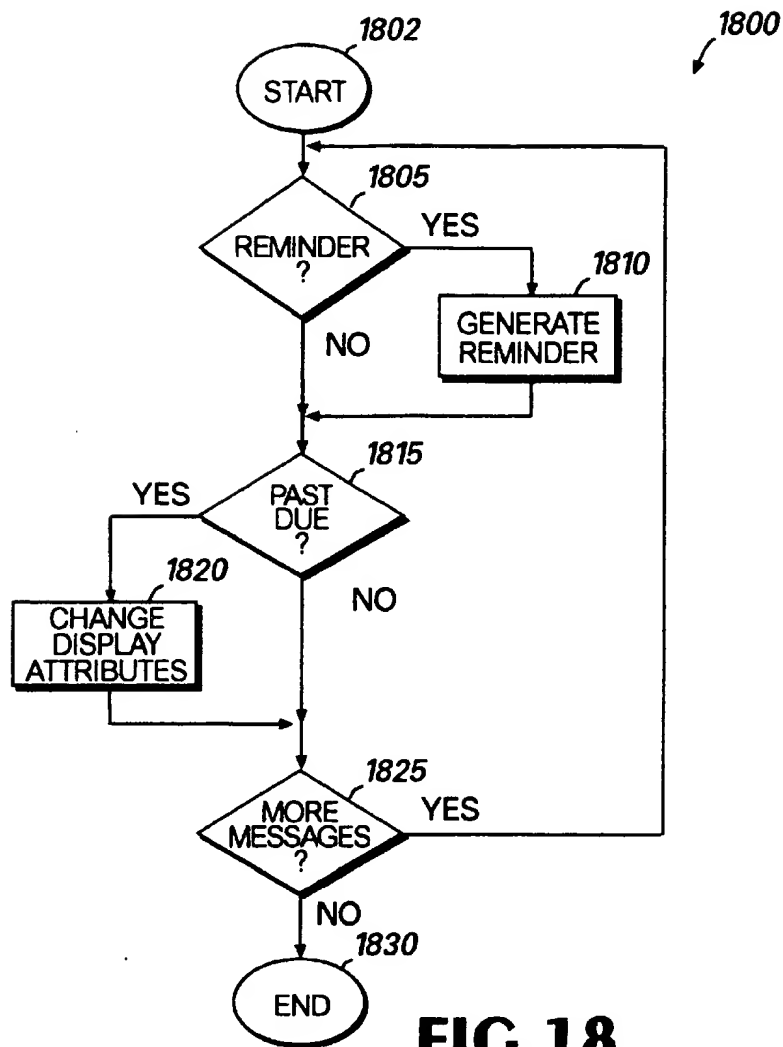 1802
1800
START
1805
YES
REMINDER
?
1810
GENERATE
REMINDER
NO
1815
YES
PAST
DUE
?
1820
NO
CHANGE
DISPLAY
ATTRIBUTES
1825
MORE
MESSAGES
?
YES
NO
1830
END
FIG.18